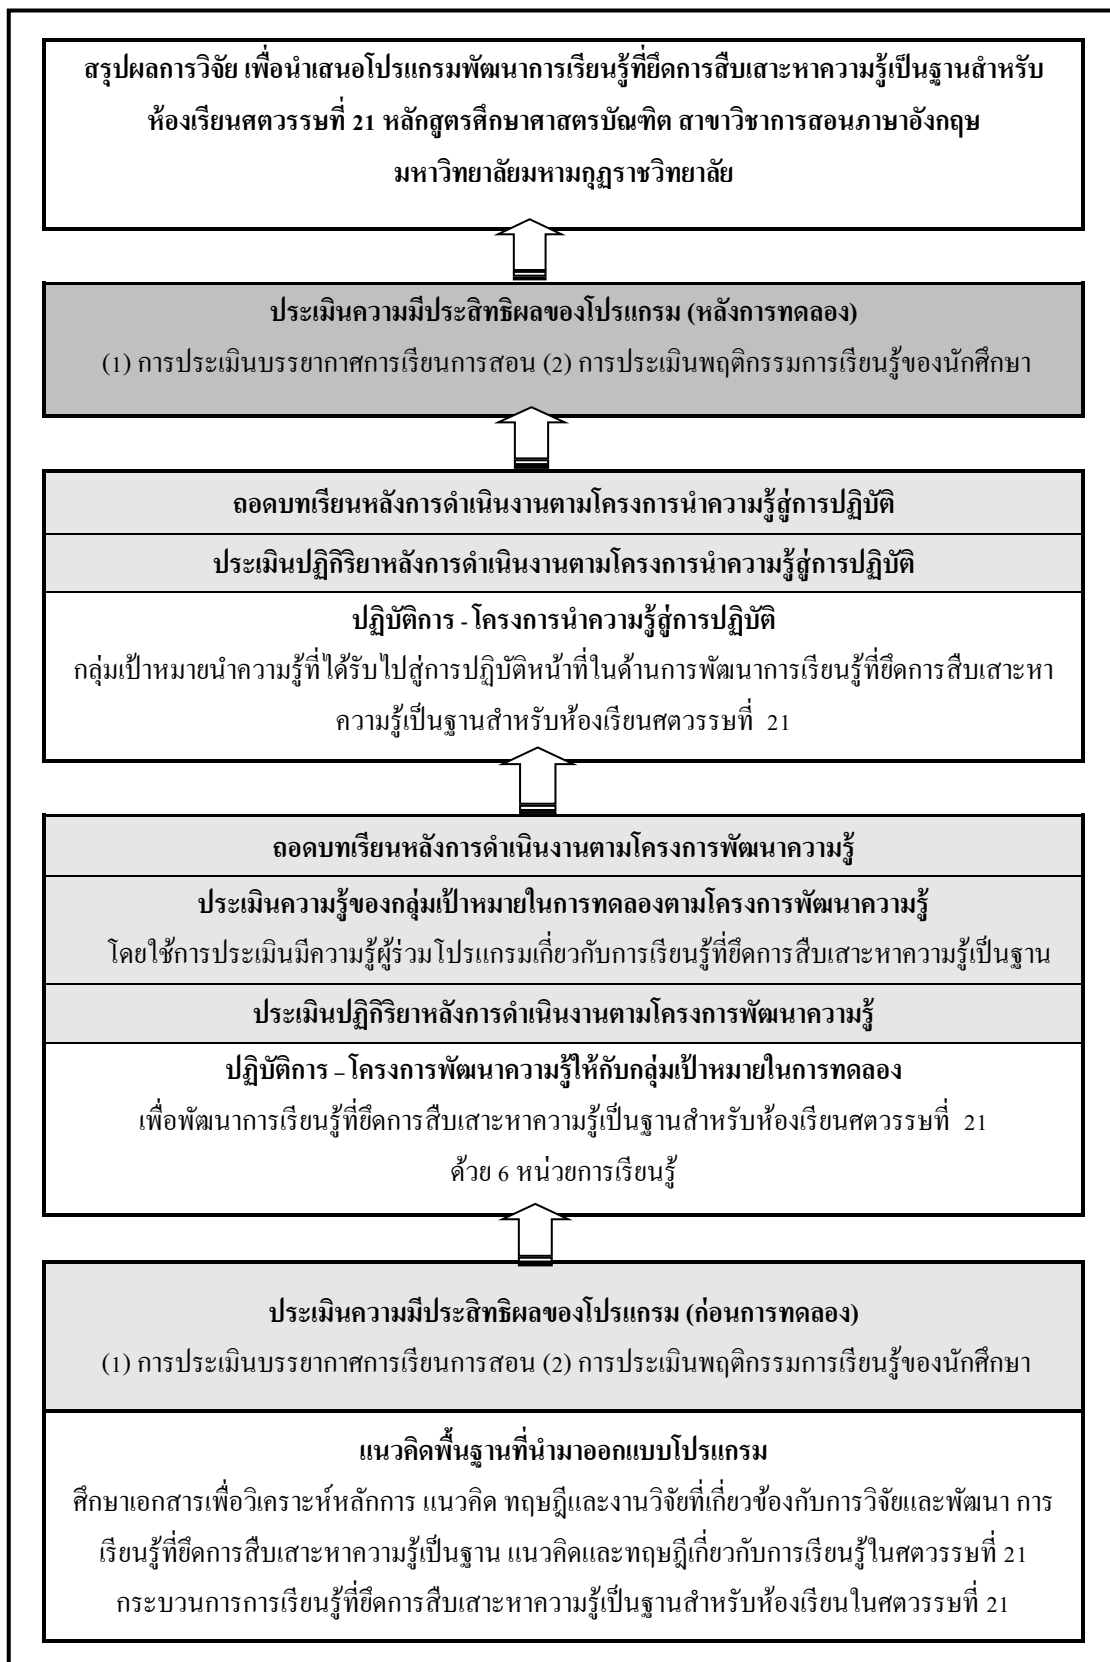 สรุปผลการวิจัย เพื่อนำเสนอโปรแกรมพัฒนาการเรียนรู้ที่ยึดการสืบเสาะหาความรู้เป็นฐานสำหรับ
ห้องเรียนศตวรรษที่ 21 หลักสูตรศึกษาศาสตรบัณฑิต สาขาวิชาการสอนภาษาอังกฤษ
มหาวิทยาลัยมหามกุฏราชวิทยาลัย
ประเมินความมีประสิทธิผลของโปรแกรม (หลังการทดลอง)
(1) การประเมินบรรยากาศการเรียนการสอน (2) การประเมินพฤติกรรมการเรียนรู้ของนักศึกษา
ถอดบทเรียนหลังการดำเนินงานตามโครงการนำความรู้สู่การปฏิบัติ
ประเมินปฏิกิริยาหลังการดำเนินงานตามโครงการนำความรู้สู่การปฏิบัติ
ปฏิบัติการ - โครงการนำความรู้สู่การปฏิบัติ
กลุ่มเป้าหมายนำความรู้ที่ได้รับไปสู่การปฏิบัติหน้าที่ในด้านการพัฒนาการเรียนรู้ที่ยึดการสืบเสาะหา
ความรู้เป็นฐานสำหรับห้องเรียนศตวรรษที่ 21
ถอดบทเรียนหลังการดำเนินงานตามโครงการพัฒนาความรู้
ประเมินความรู้ของกลุ่มเป้าหมายในการทดลองตามโครงการพัฒนาความรู้
โดยใช้การประเมินมีความรู้ผู้ร่วมโปรแกรมเกี่ยวกับการเรียนรู้ที่ยึดการสืบเสาะหาความรู้เป็นฐาน
ประเมินปฏิกิริยาหลังการดำเนินงานตามโครงการพัฒนาความรู้
ปฏิบัติการ – โครงการพัฒนาความรู้ให้กับกลุ่มเป้าหมายในการทดลอง
เพื่อพัฒนาการเรียนรู้ที่ยึดการสืบเสาะหาความรู้เป็นฐานสำหรับห้องเรียนศตวรรษที่ 21
ด้วย 6 หน่วยการเรียนรู้
ประเมินความมีประสิทธิผลของโปรแกรม (ก่อนการทดลอง)
(1) การประเมินบรรยากาศการเรียนการสอน (2) การประเมินพฤติกรรมการเรียนรู้ของนักศึกษา
แนวคิดพื้นฐานที่นำมาออกแบบโปรแกรม
ศึกษาเอกสารเพื่อวิเคราะห์หลักการ แนวคิด ทฤษฎีและงานวิจัยที่เกี่ยวข้องกับการวิจัยและพัฒนา การ
เรียนรู้ที่ยึดการสืบเสาะหาความรู้เป็นฐาน แนวคิดและทฤษฎีเกี่ยวกับการเรียนรู้ในศตวรรษที่ 21
กระบวนการการเรียนรู้ที่ยึดการสืบเสาะหาความรู้เป็นฐานสำหรับห้องเรียนในศตวรรษที่ 21